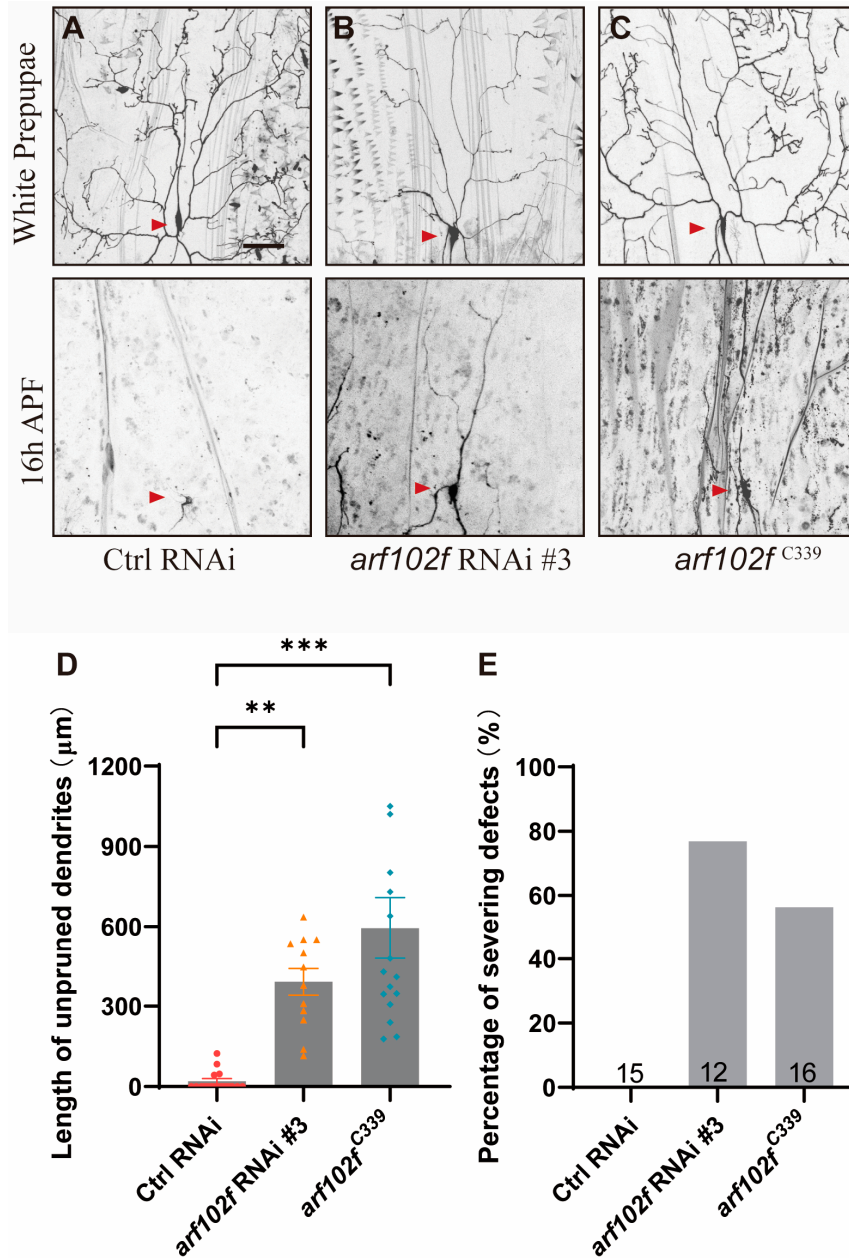 A
B
C
White Prepupae
16h APF
Ctrl RNAi
arf102f RNAi #3
arf102f C339
D
E
***
**
Length of unpruned dendrites (μm)
1200
900
600
300
0
Ctrl RNAi
arf102f RNAi #3
arf102f C339
Percentage of severing defects (%)
100
80
60
40
20
0
15
12
16
Ctrl RNAi
arf102f RNAi #3
arf102f C339